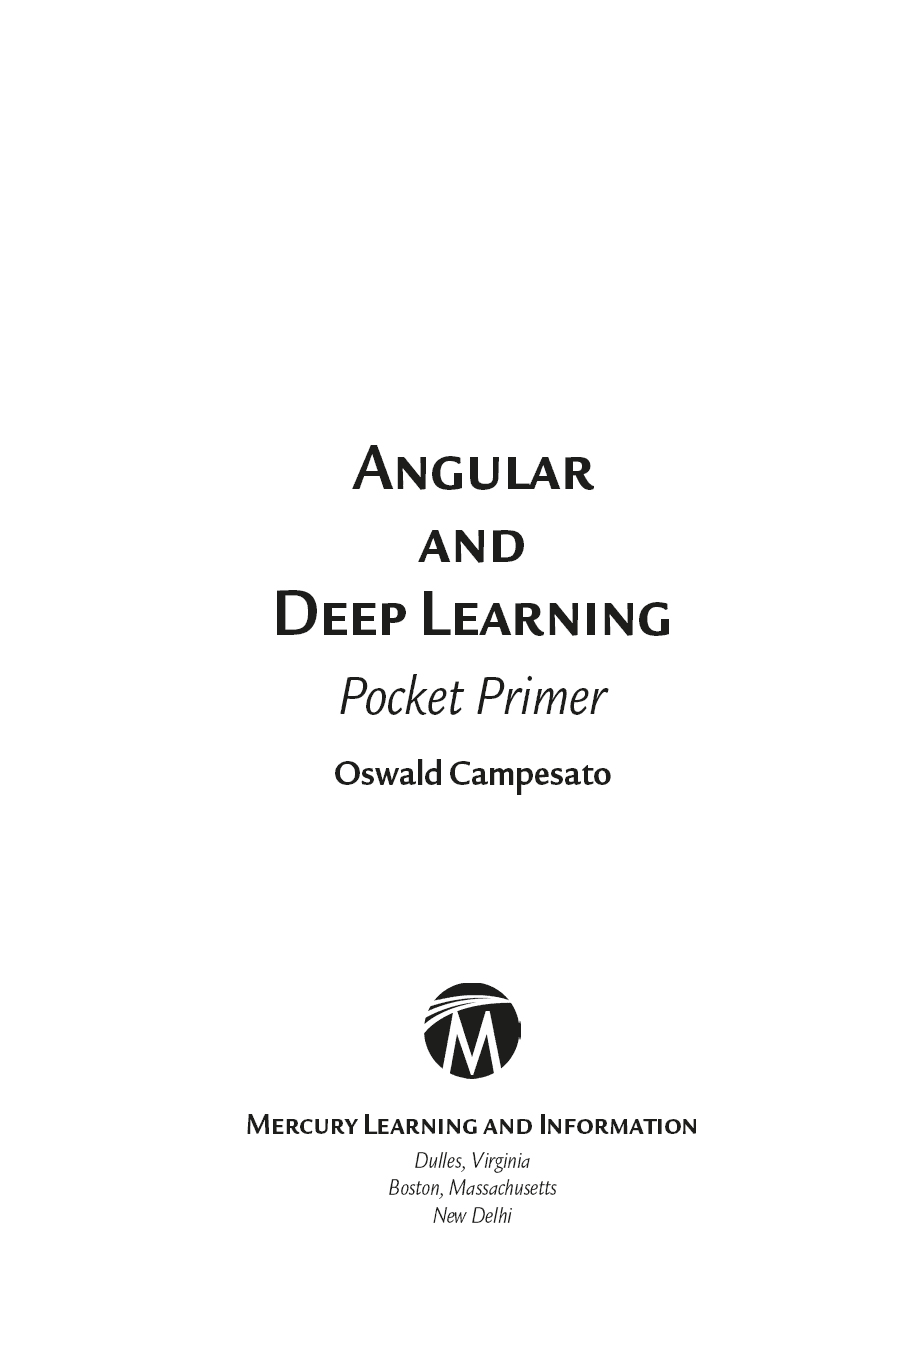 Angular
and
Deep Learning
Pocket Primer
Oswald Campesato
M
Mercury Learning and Information
Dulles, Virginia
Boston, Massachusetts
New Delhi